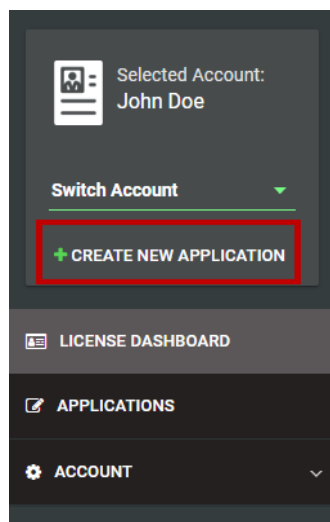 Selected Account:
John Doe
Switch Account
CREATE NEW APPLICATION
LICENSE DASHBOARD
APPLICATIONS
ACCOUNT